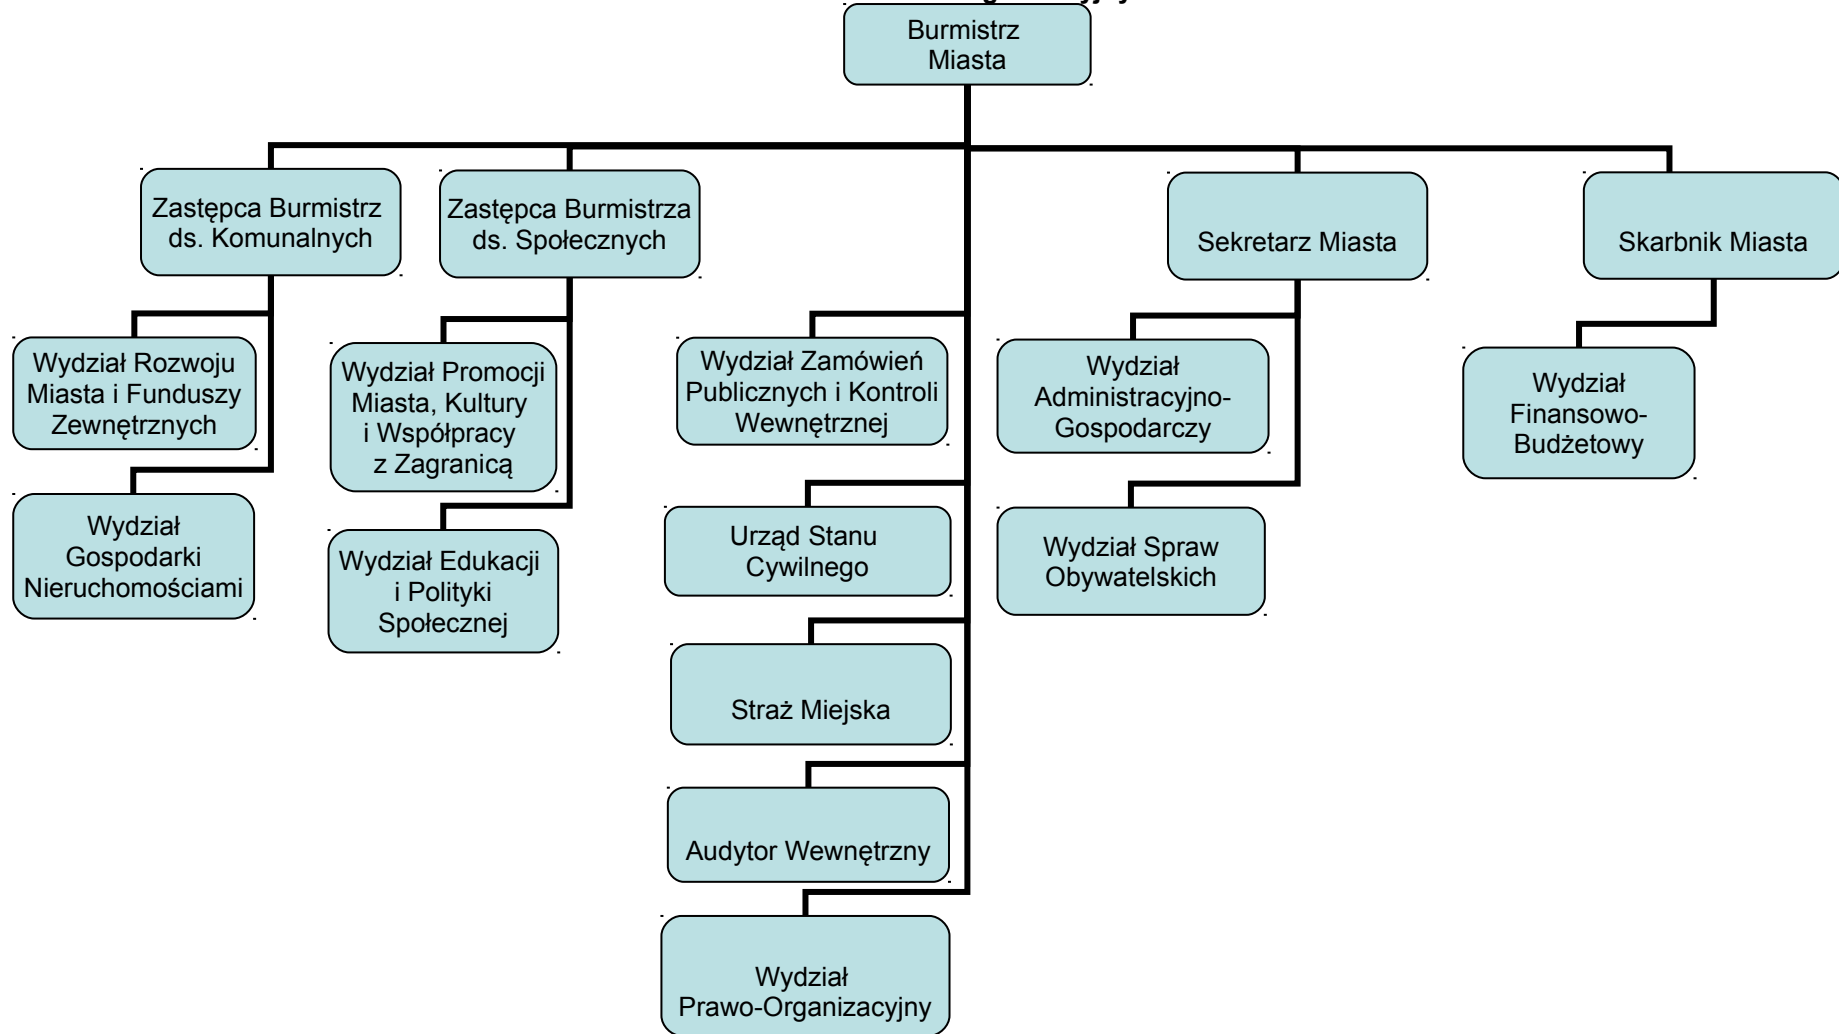 Burmistrz
Miasta
Zastępca Burmistrz
ds. Komunalnych
Zastępca Burmistrza
ds. Społecznych
Sekretarz Miasta
Skarbnik Miasta
Wydział Rozwoju
Miasta i Funduszy
Zewnętrznych
Wydział Promocji
Miasta, Kultury
i Współpracy
z Zagranicą
Wydział Zamówień
Publicznych i Kontroli
Wewnętrznej
Wydział
Administracyjno-
Gospodarczy
Wydział
Finansowo-
Budżetowy
Wydział
Gospodarki
Nieruchomościami
Wydział Edukacji
i Polityki
Społecznej
Urząd Stanu
Cywilnego
Wydział Spraw
Obywatelskich
Straż Miejska
Audytor Wewnętrzny
Wydział
Prawo-Organizacyjny